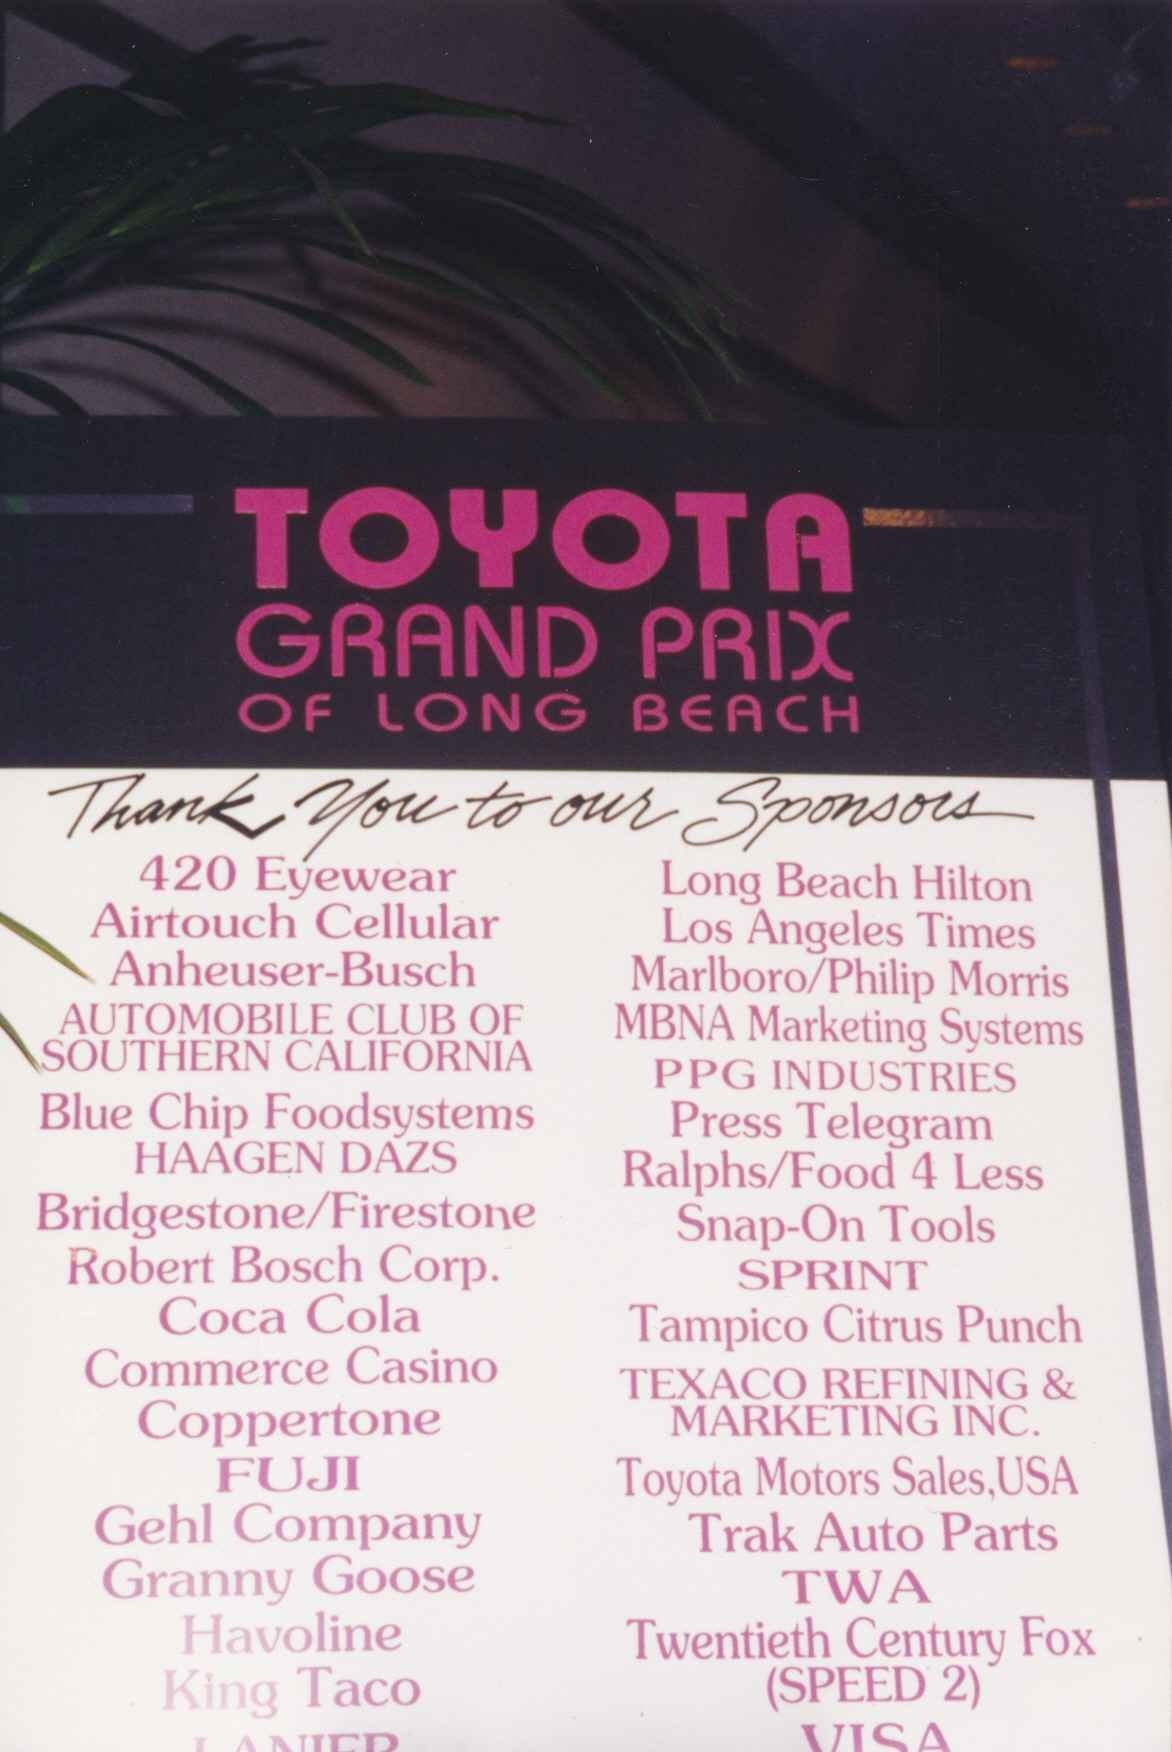 TOYOTA
GRAND PRIX
OF LONG BEACH
Thank You to our Sponsors
420 Eyewear
Airtouch Cellular
Anheuser-Busch
AUTOMOBILE CLUB OF
SOUTHERN CALIFORNIA
Blue Chip Foodsystems
HAAGEN DAZS
Bridgestone/Firestone
Robert Bosch Corp.
Coca Cola
Commerce Casino
Coppertone
FUJI
Gehl Company
Granny Goose
Havoline
King Taco
LANIER
Long Beach Hilton
Los Angeles Times
Marlboro/Philip Morris
MBNA Marketing Systems
PPG INDUSTRIES
Press Telegram
Ralphs/Food 4 Less
Snap-On Tools
SPRINT
Tampico Citrus Punch
TEXACO REFINING &
MARKETING INC.
Toyota Motors Sales,USA
Trak Auto Parts
TWA
Twentieth Century Fox
(SPEED 2)
VISA